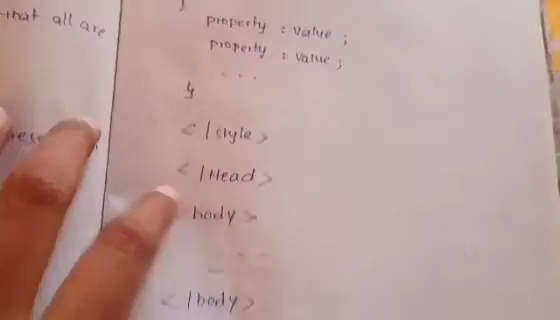 that all are
}
property : value ;
property : value ;
...
}
</style>
</Head>
body>
- - -
</body>